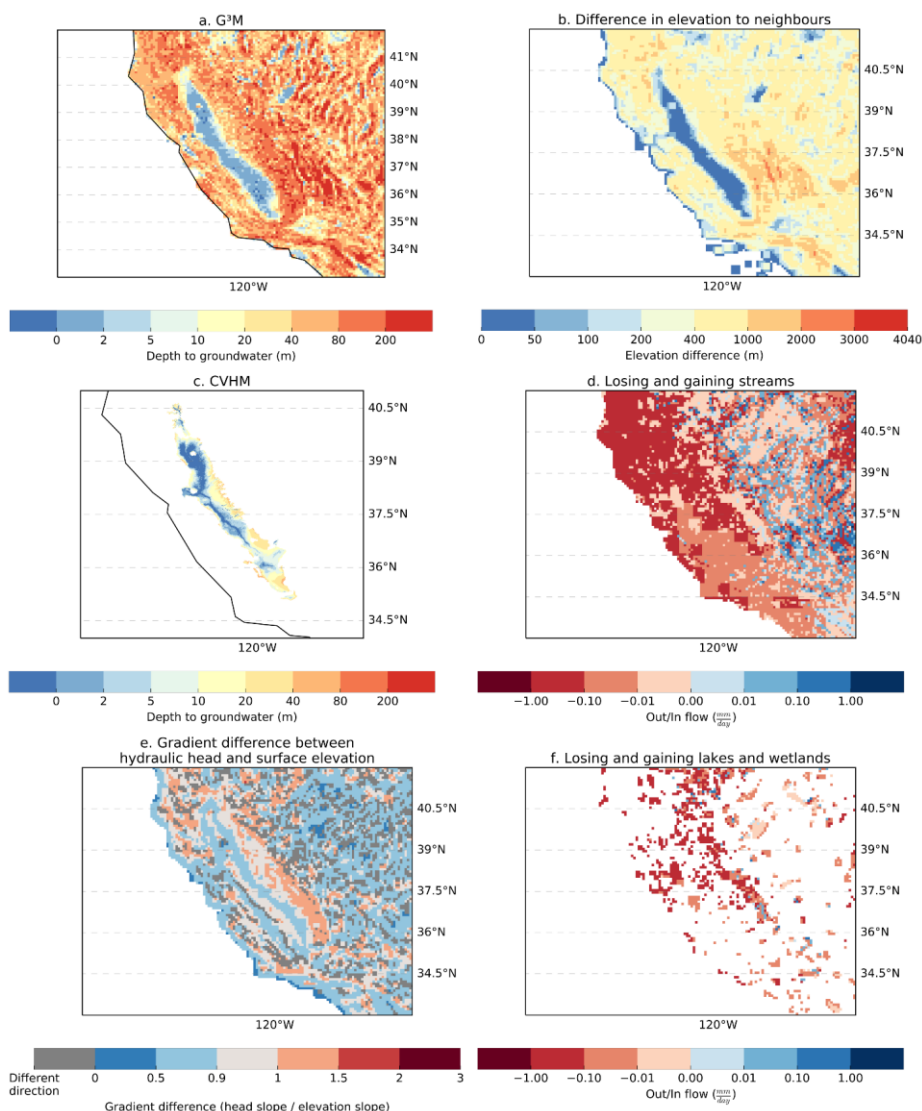 a. G³M
41°N
40°N
39°N
38°N
37°N
36°N
35°N
34°N
120°W
0 2 5 10 20 40 80 200
Depth to groundwater (m)
b. Difference in elevation to neighbours
40.5°N
39°N
37.5°N
36°N
34.5°N
120°W
0 50 100 200 400 1000 2000 3000 4040
Elevation difference (m)
c. CVHM
40.5°N
39°N
37.5°N
36°N
34.5°N
120°W
0 2 5 10 20 40 80 200
Depth to groundwater (m)
d. Losing and gaining streams
40.5°N
39°N
37.5°N
36°N
34.5°N
120°W
−1.00 −0.10 −0.01 0.00 0.01 0.10 1.00
Out/In flow (mm/day)
e. Gradient difference between
hydraulic head and surface elevation
40.5°N
39°N
37.5°N
36°N
34.5°N
120°W
Different
direction
0 0.5 0.9 1 1.5 2 3
Gradient difference (head slope / elevation slope)
f. Losing and gaining lakes and wetlands
40.5°N
39°N
37.5°N
36°N
34.5°N
120°W
−1.00 −0.10 −0.01 0.00 0.01 0.10 1.00
Out/In flow (mm/day)